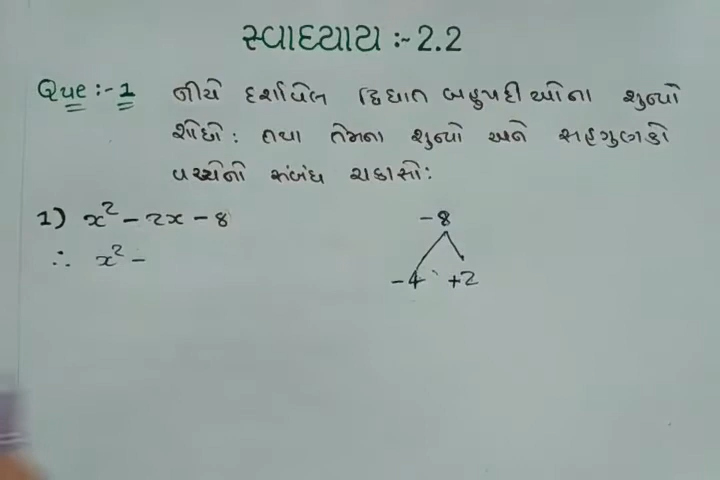 સ્વાધ્યાય :- 2.2
Que :- 1 નીચે દર્શાવેલ દ્વિઘાત બહુપદીઓના શુન્યો
શોધો : તથા તેમના શુન્યો અને સહગુણકો
વચ્ચેનો સંબંધ ચકાસો :
1) x² - 2x - 8
-8
∴ x² -
-4 +2